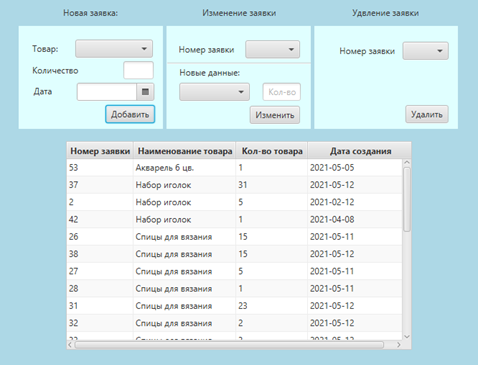 Новая заявка:
Изменение заявки
Удвление заявки
Товар:
Количество
Дата
Добавить
Номер заявки
Новые данные:
Кол-во
Изменить
Номер заявки
Удалить
Номер заявки Наименование товара Кол-во товара Дата создания
53 Акварель 6 цв. 1 2021-05-05
37 Набор иголок 31 2021-05-12
2 Набор иголок 5 2021-02-12
42 Набор иголок 1 2021-04-08
26 Спицы для вязания 15 2021-05-11
38 Спицы для вязания 15 2021-05-12
27 Спицы для вязания 5 2021-05-11
28 Спицы для вязания 1 2021-05-11
31 Спицы для вязания 23 2021-05-12
32 Спицы для вязания 2 2021-05-12
Спицы для вязания 2021-05-12